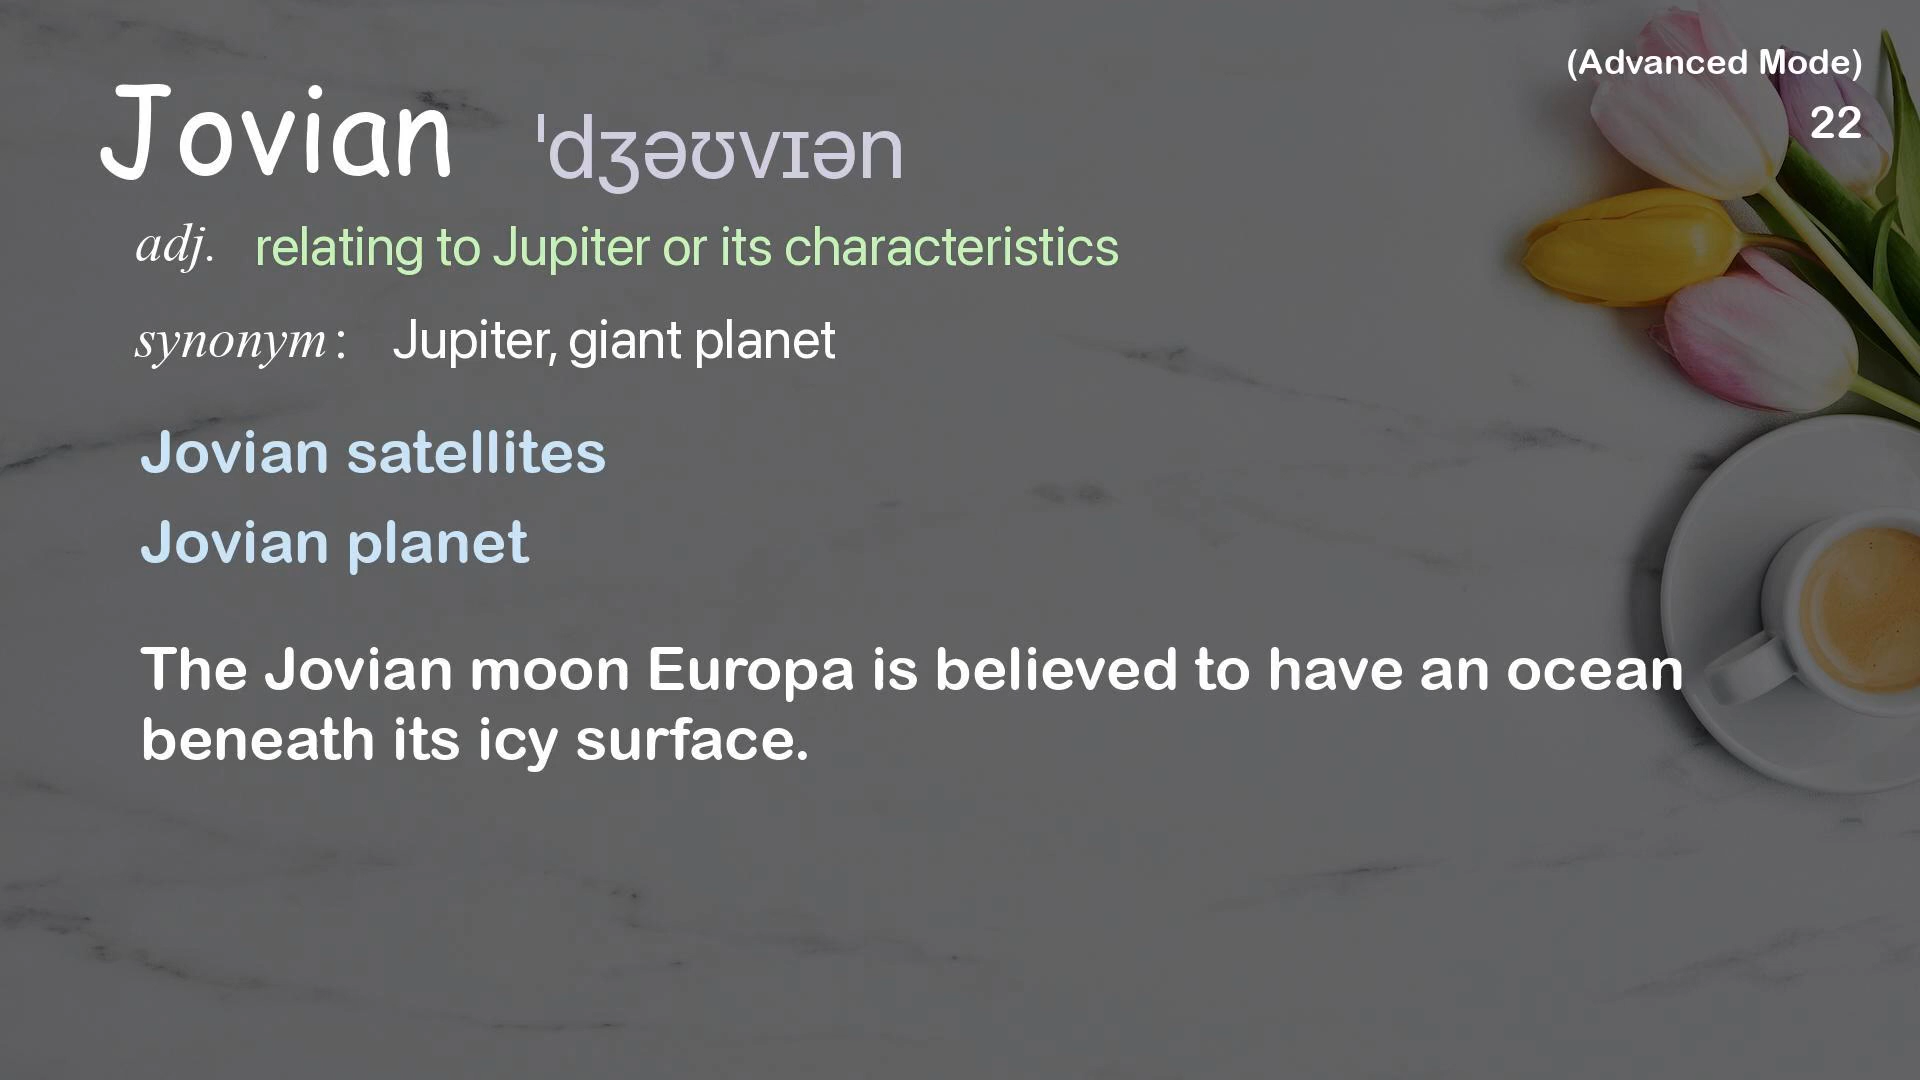 (Advanced Mode)
22
Jovian ˈdʒəʊvɪən
adj. relating to Jupiter or its characteristics
synonym: Jupiter, giant planet
Jovian satellites
Jovian planet
The Jovian moon Europa is believed to have an ocean
beneath its icy surface.